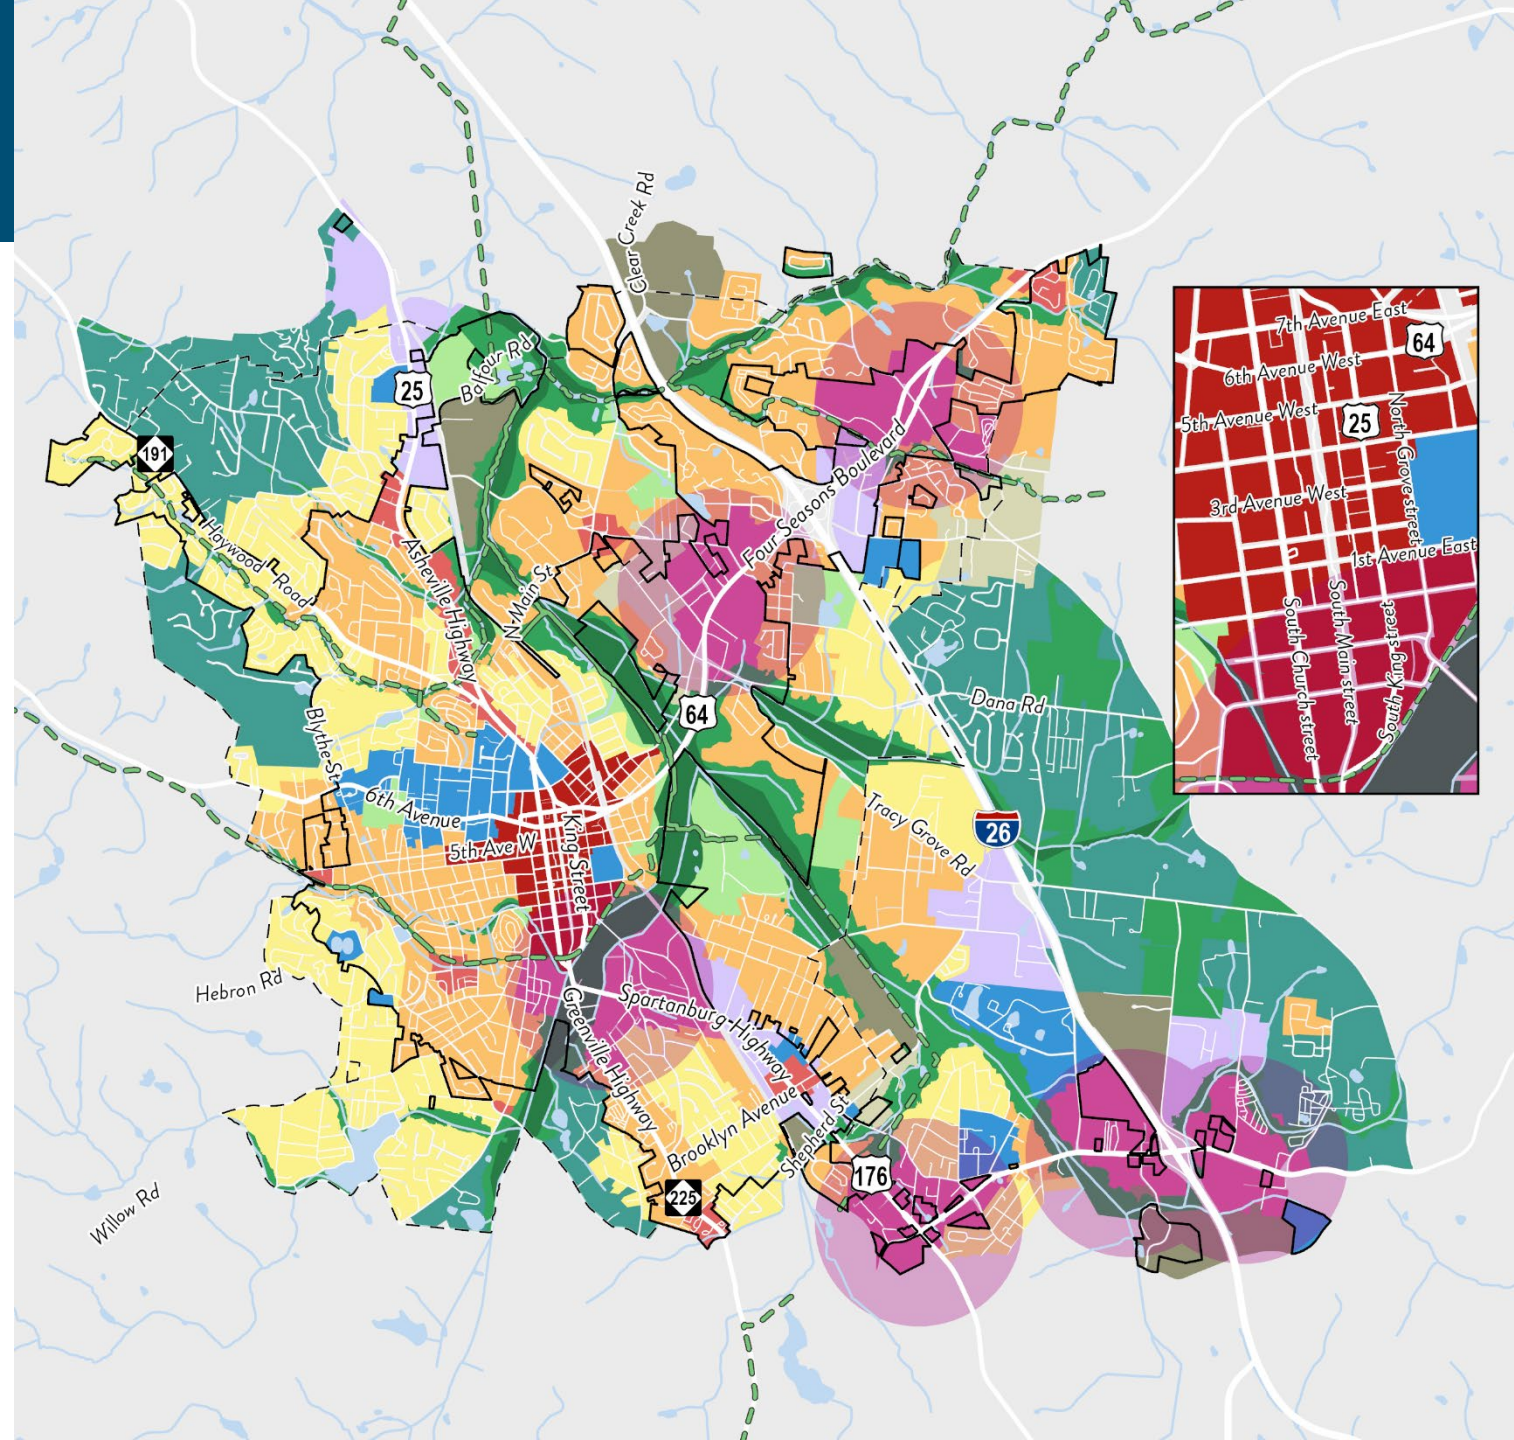 Clear Creek Rd
7th Avenue East
64
6th Avenue West
Balfour Rd
25
5th Avenue West
25
North Grove street
191
Four Seasons Boulevard
3rd Avenue West
Haywood Road
Asheville Highway
N Main St
1st Avenue East
South Church street
South Main street
South King street
Dana Rd
64
Blythe St
6th Avenue
5th Ave W
King Street
Tracy Grove Rd
26
Hebron Rd
Spartanburg Highway
Greenville Highway
Brooklyn Avenue
Shepherd St
176
225
Willow Rd